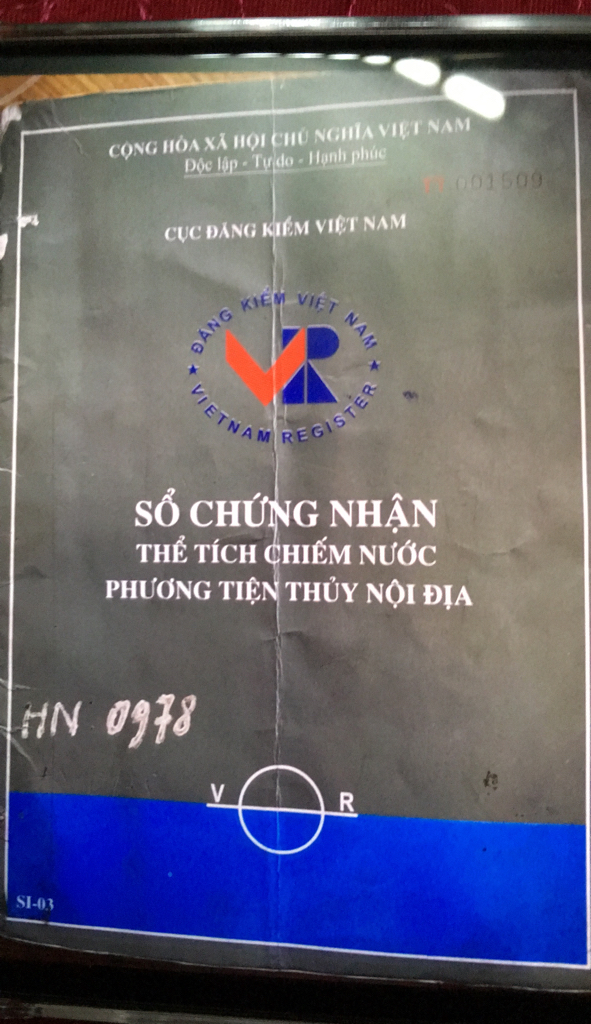 CỘNG HÒA XÃ HỘI CHỦ NGHĨA VIỆT NAM
Độc lập - Tự do - Hạnh phúc
001509
CỤC ĐĂNG KIỂM VIỆT NAM
ĐĂNG KIỂM VIỆT NAM
VR
VIETNAM REGISTER
SỔ CHỨNG NHẬN
THỂ TÍCH CHIẾM NƯỚC
PHƯƠNG TIỆN THỦY NỘI ĐỊA
HN 0978
V R
SI-03